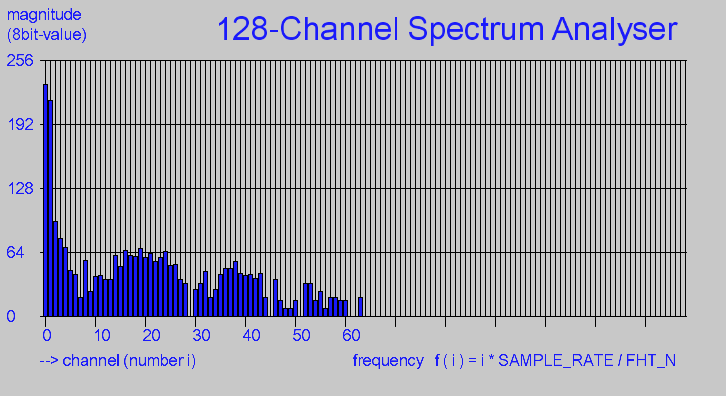 magnitude
(8bit-value)
128-Channel Spectrum Analyser
256
192
128
64
0
0 10 20 30 40 50 60
--> channel (number i) frequency f ( i ) = i * SAMPLE_RATE / FHT_N